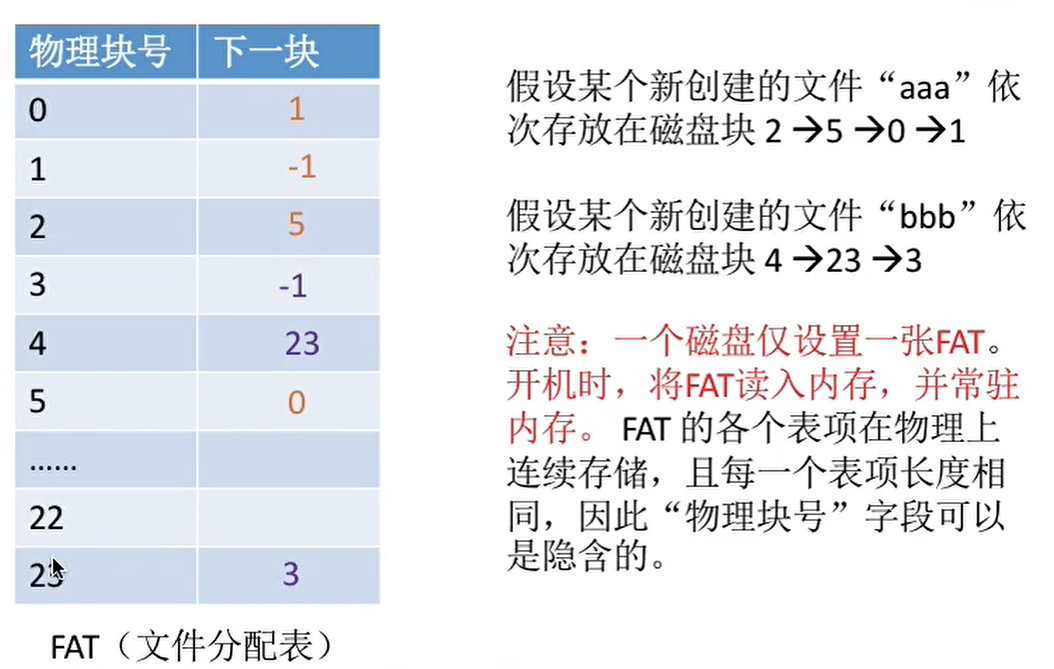 物理块号 下一块
0 1
1 -1
2 5
3 -1
4 23
5 0
......
22
23 3
FAT（文件分配表）
假设某个新创建的文件“aaa”依
次存放在磁盘块 2 →5 →0 →1
假设某个新创建的文件“bbb”依
次存放在磁盘块 4 →23 →3
注意：一个磁盘仅设置一张FAT。
开机时，将FAT读入内存，并常驻
内存。 FAT 的各个表项在物理上
连续存储，且每一个表项长度相
同，因此“物理块号”字段可以
是隐含的。